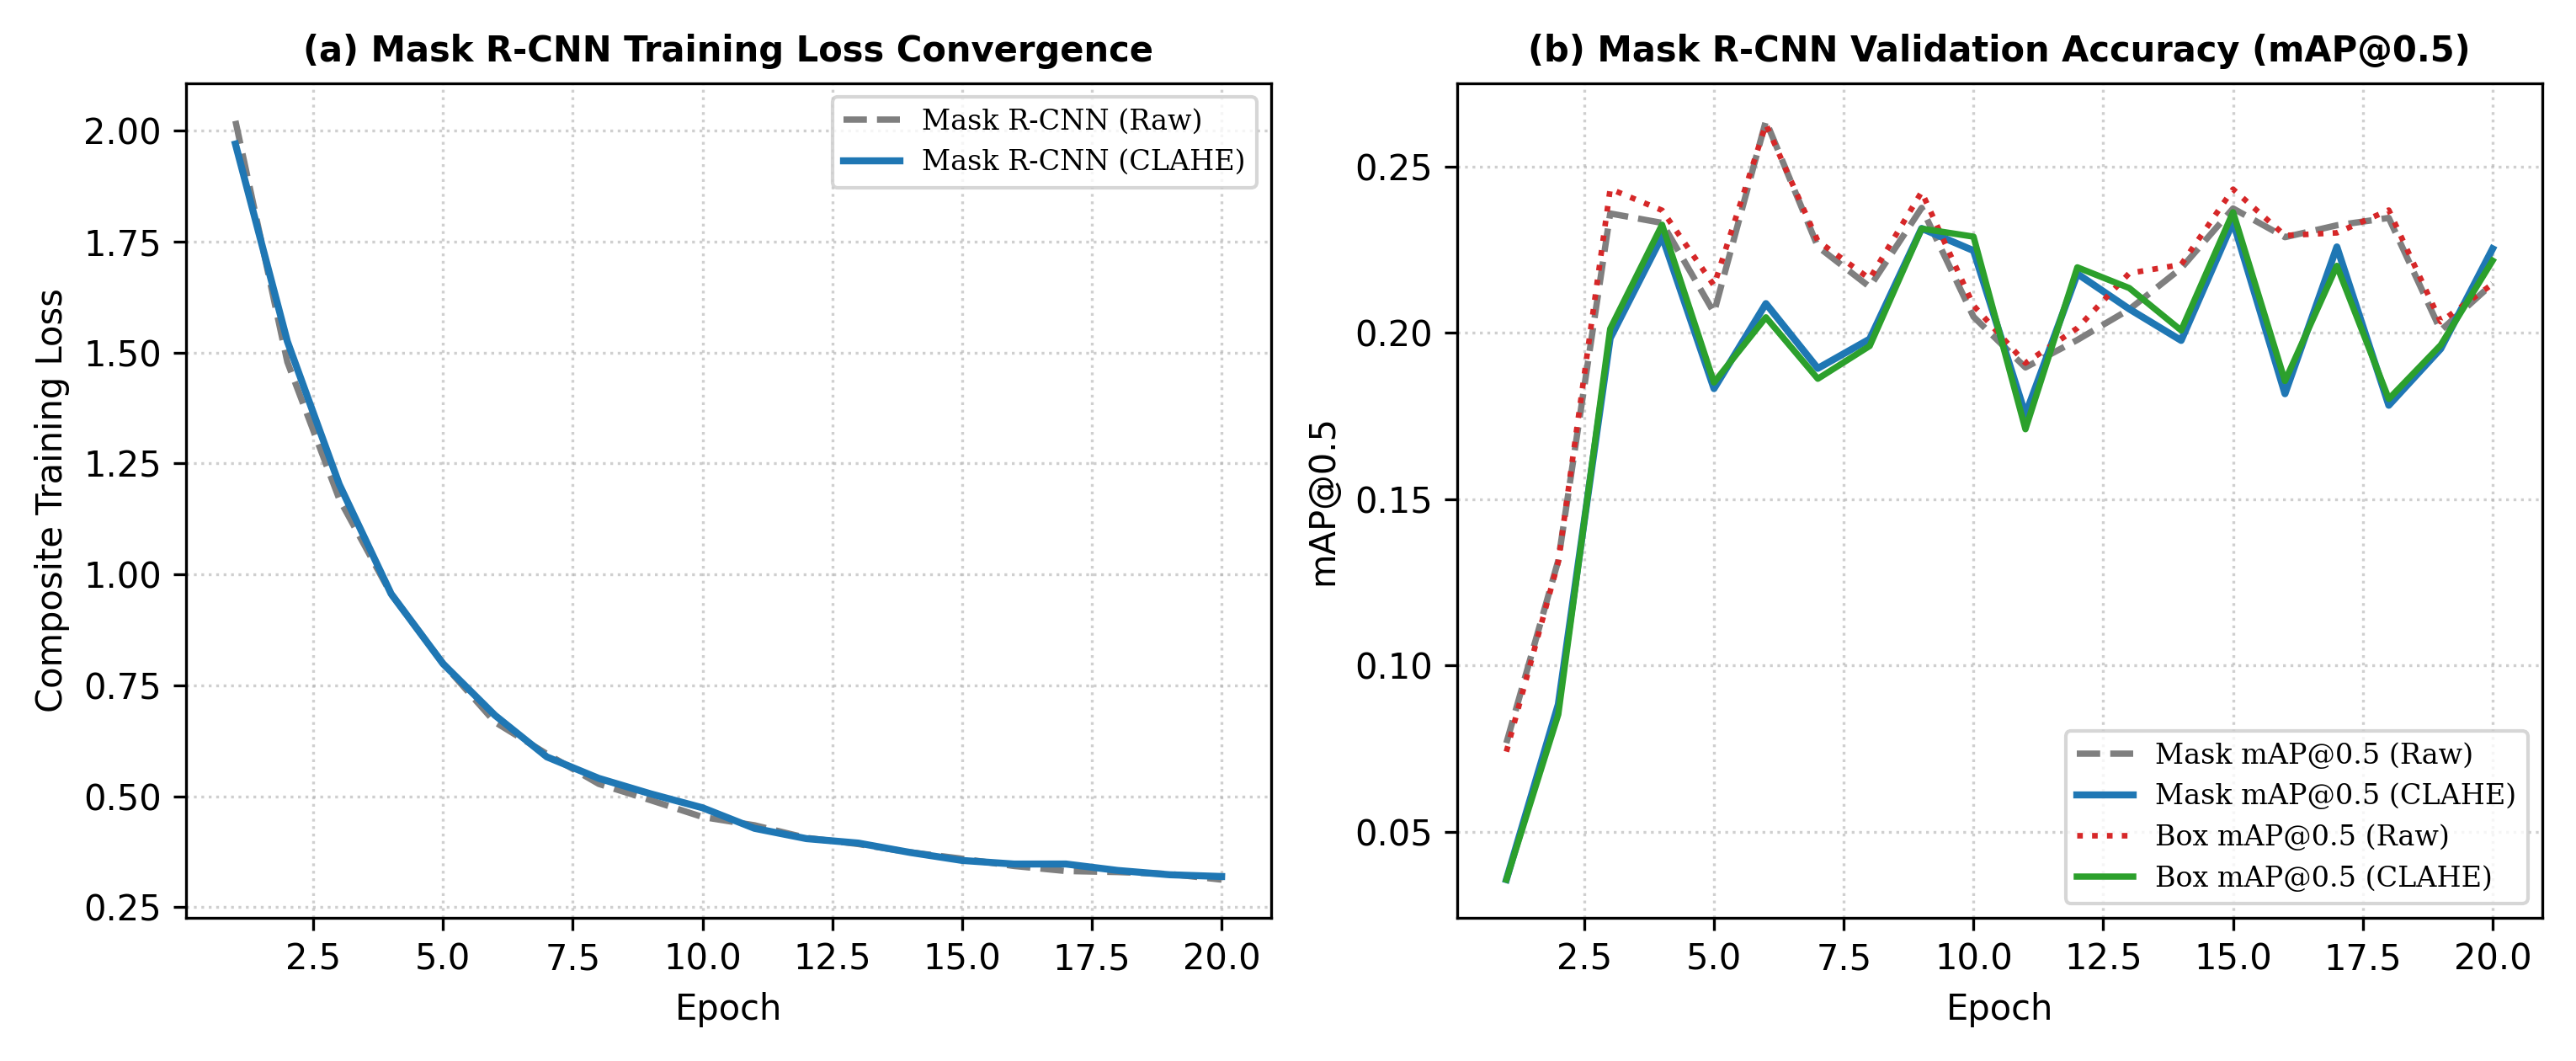 (a) Mask R-CNN Training Loss Convergence
Composite Training Loss
2.00
1.75
1.50
1.25
1.00
0.75
0.50
0.25
Mask R-CNN (Raw)
Mask R-CNN (CLAHE)
2.5 5.0 7.5 10.0 12.5 15.0 17.5 20.0
Epoch
(b) Mask R-CNN Validation Accuracy (mAP@0.5)
mAP@0.5
0.25
0.20
0.15
0.10
0.05
Mask mAP@0.5 (Raw)
Mask mAP@0.5 (CLAHE)
Box mAP@0.5 (Raw)
Box mAP@0.5 (CLAHE)
2.5 5.0 7.5 10.0 12.5 15.0 17.5 20.0
Epoch